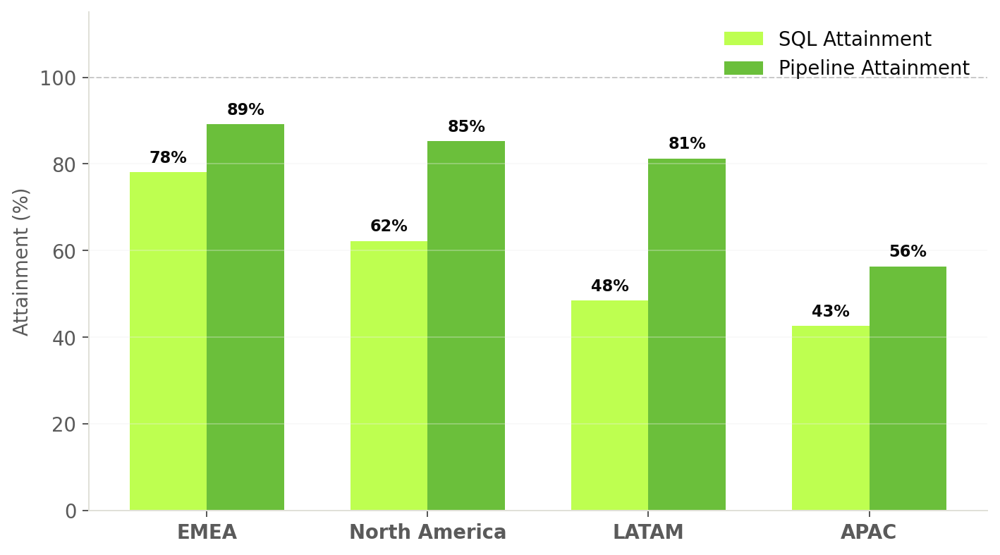 SQL Attainment
Pipeline Attainment
Attainment (%)
100
80
60
40
20
0
78%
89%
62%
85%
48%
81%
43%
56%
EMEA
North America
LATAM
APAC